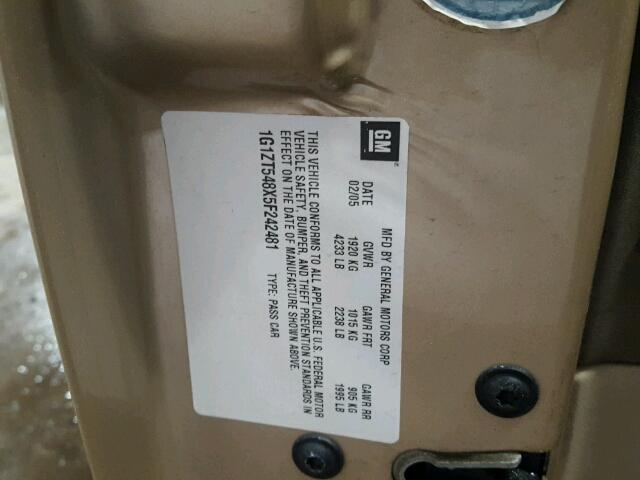 GM
MFD BY GENERAL MOTORS CORP
DATE GVWR GAWR FRT GAWR RR
02/05 1920 KG 1015 KG 905 KG
4233 LB 2238 LB 1995 LB
THIS VEHICLE CONFORMS TO ALL APPLICABLE U.S. FEDERAL MOTOR
VEHICLE SAFETY, BUMPER, AND THEFT PREVENTION STANDARDS IN
EFFECT ON THE DATE OF MANUFACTURE SHOWN ABOVE.
1G1ZT548X5F242481 TYPE: PASS CAR